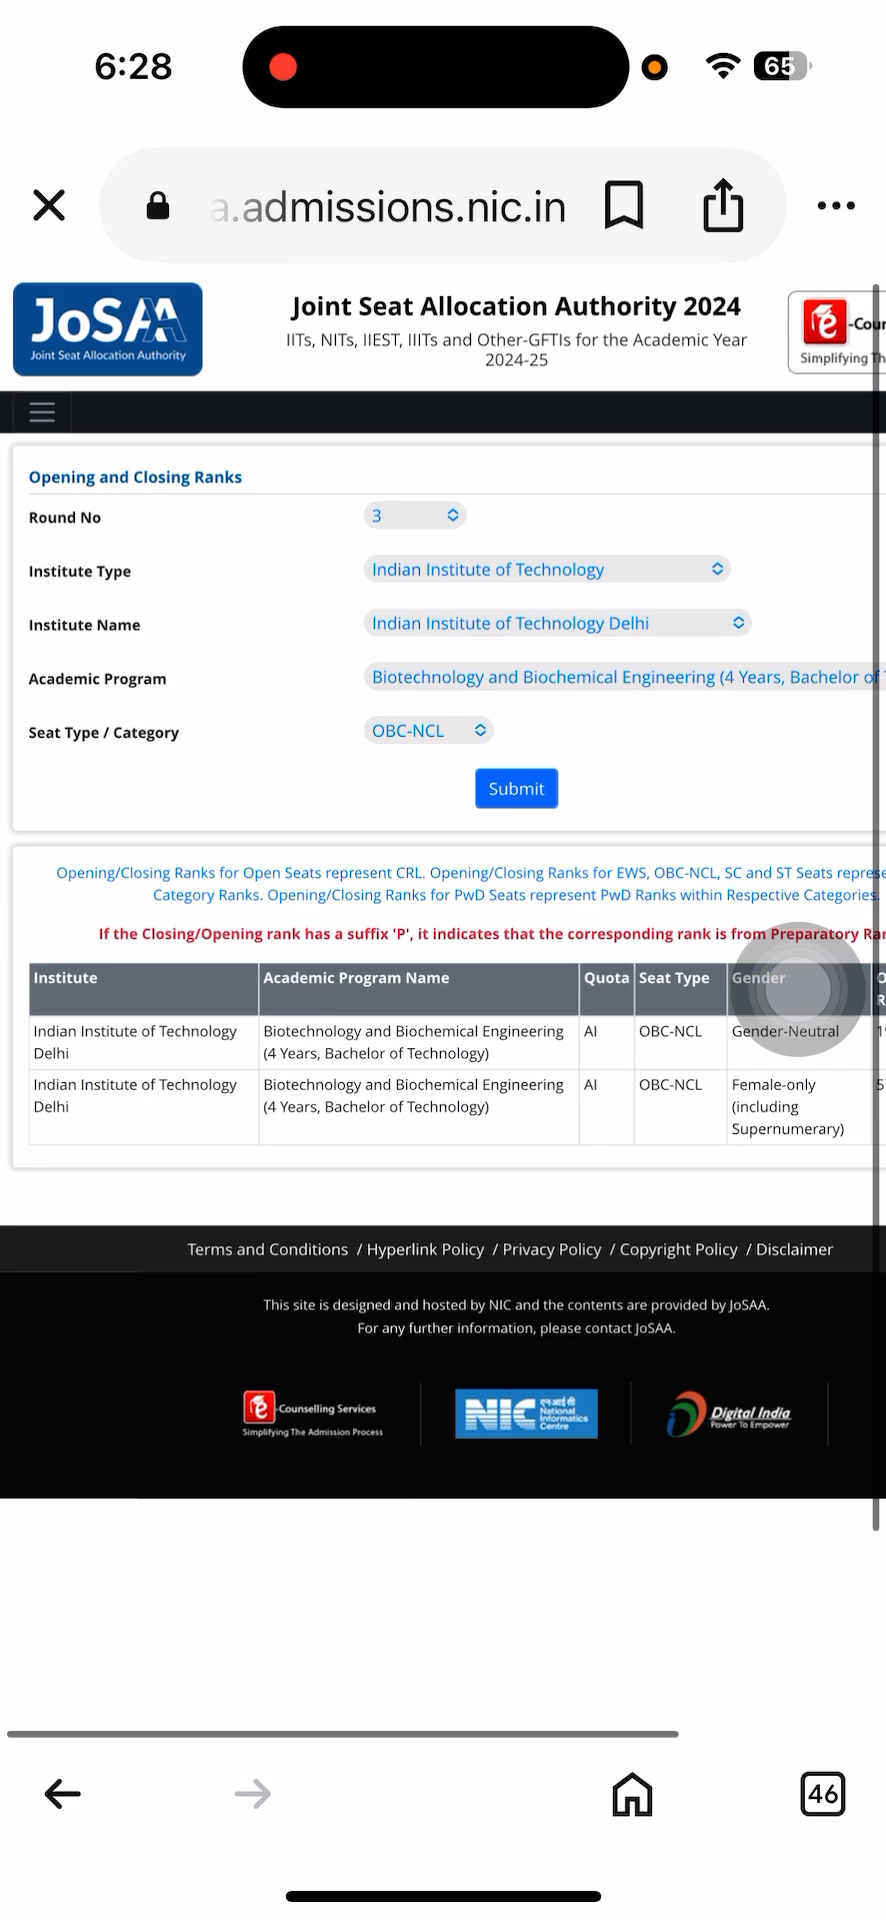 6:28
65
a.admissions.nic.in
JoSAA
Joint Seat Allocation Authority
Joint Seat Allocation Authority 2024
IITs, NITs, IIEST, IIITs and Other-GFTIs for the Academic Year
2024-25
e-Cour
Simplifying Th
Opening and Closing Ranks
Round No 3
Institute Type Indian Institute of Technology
Institute Name Indian Institute of Technology Delhi
Academic Program Biotechnology and Biochemical Engineering (4 Years, Bachelor of
Seat Type / Category OBC-NCL
Submit
Opening/Closing Ranks for Open Seats represent CRL. Opening/Closing Ranks for EWS, OBC-NCL, SC and ST Seats represe
Category Ranks. Opening/Closing Ranks for PwD Seats represent PwD Ranks within Respective Categories.
If the Closing/Opening rank has a suffix 'P', it indicates that the corresponding rank is from Preparatory Ran
Institute Academic Program Name Quota Seat Type Gender O
R
Indian Institute of Technology Biotechnology and Biochemical Engineering AI OBC-NCL Gender-Neutral 1
Delhi (4 Years, Bachelor of Technology)
Indian Institute of Technology Biotechnology and Biochemical Engineering AI OBC-NCL Female-only 5
Delhi (4 Years, Bachelor of Technology) (including
Supernumerary)
Terms and Conditions / Hyperlink Policy / Privacy Policy / Copyright Policy / Disclaimer
This site is designed and hosted by NIC and the contents are provided by JoSAA.
For any further information, please contact JoSAA.
e-Counselling Services
Simplifying The Admission Process
NIC एन आई सी
National
Informatics
Centre
Digital India
Power To Empower
46